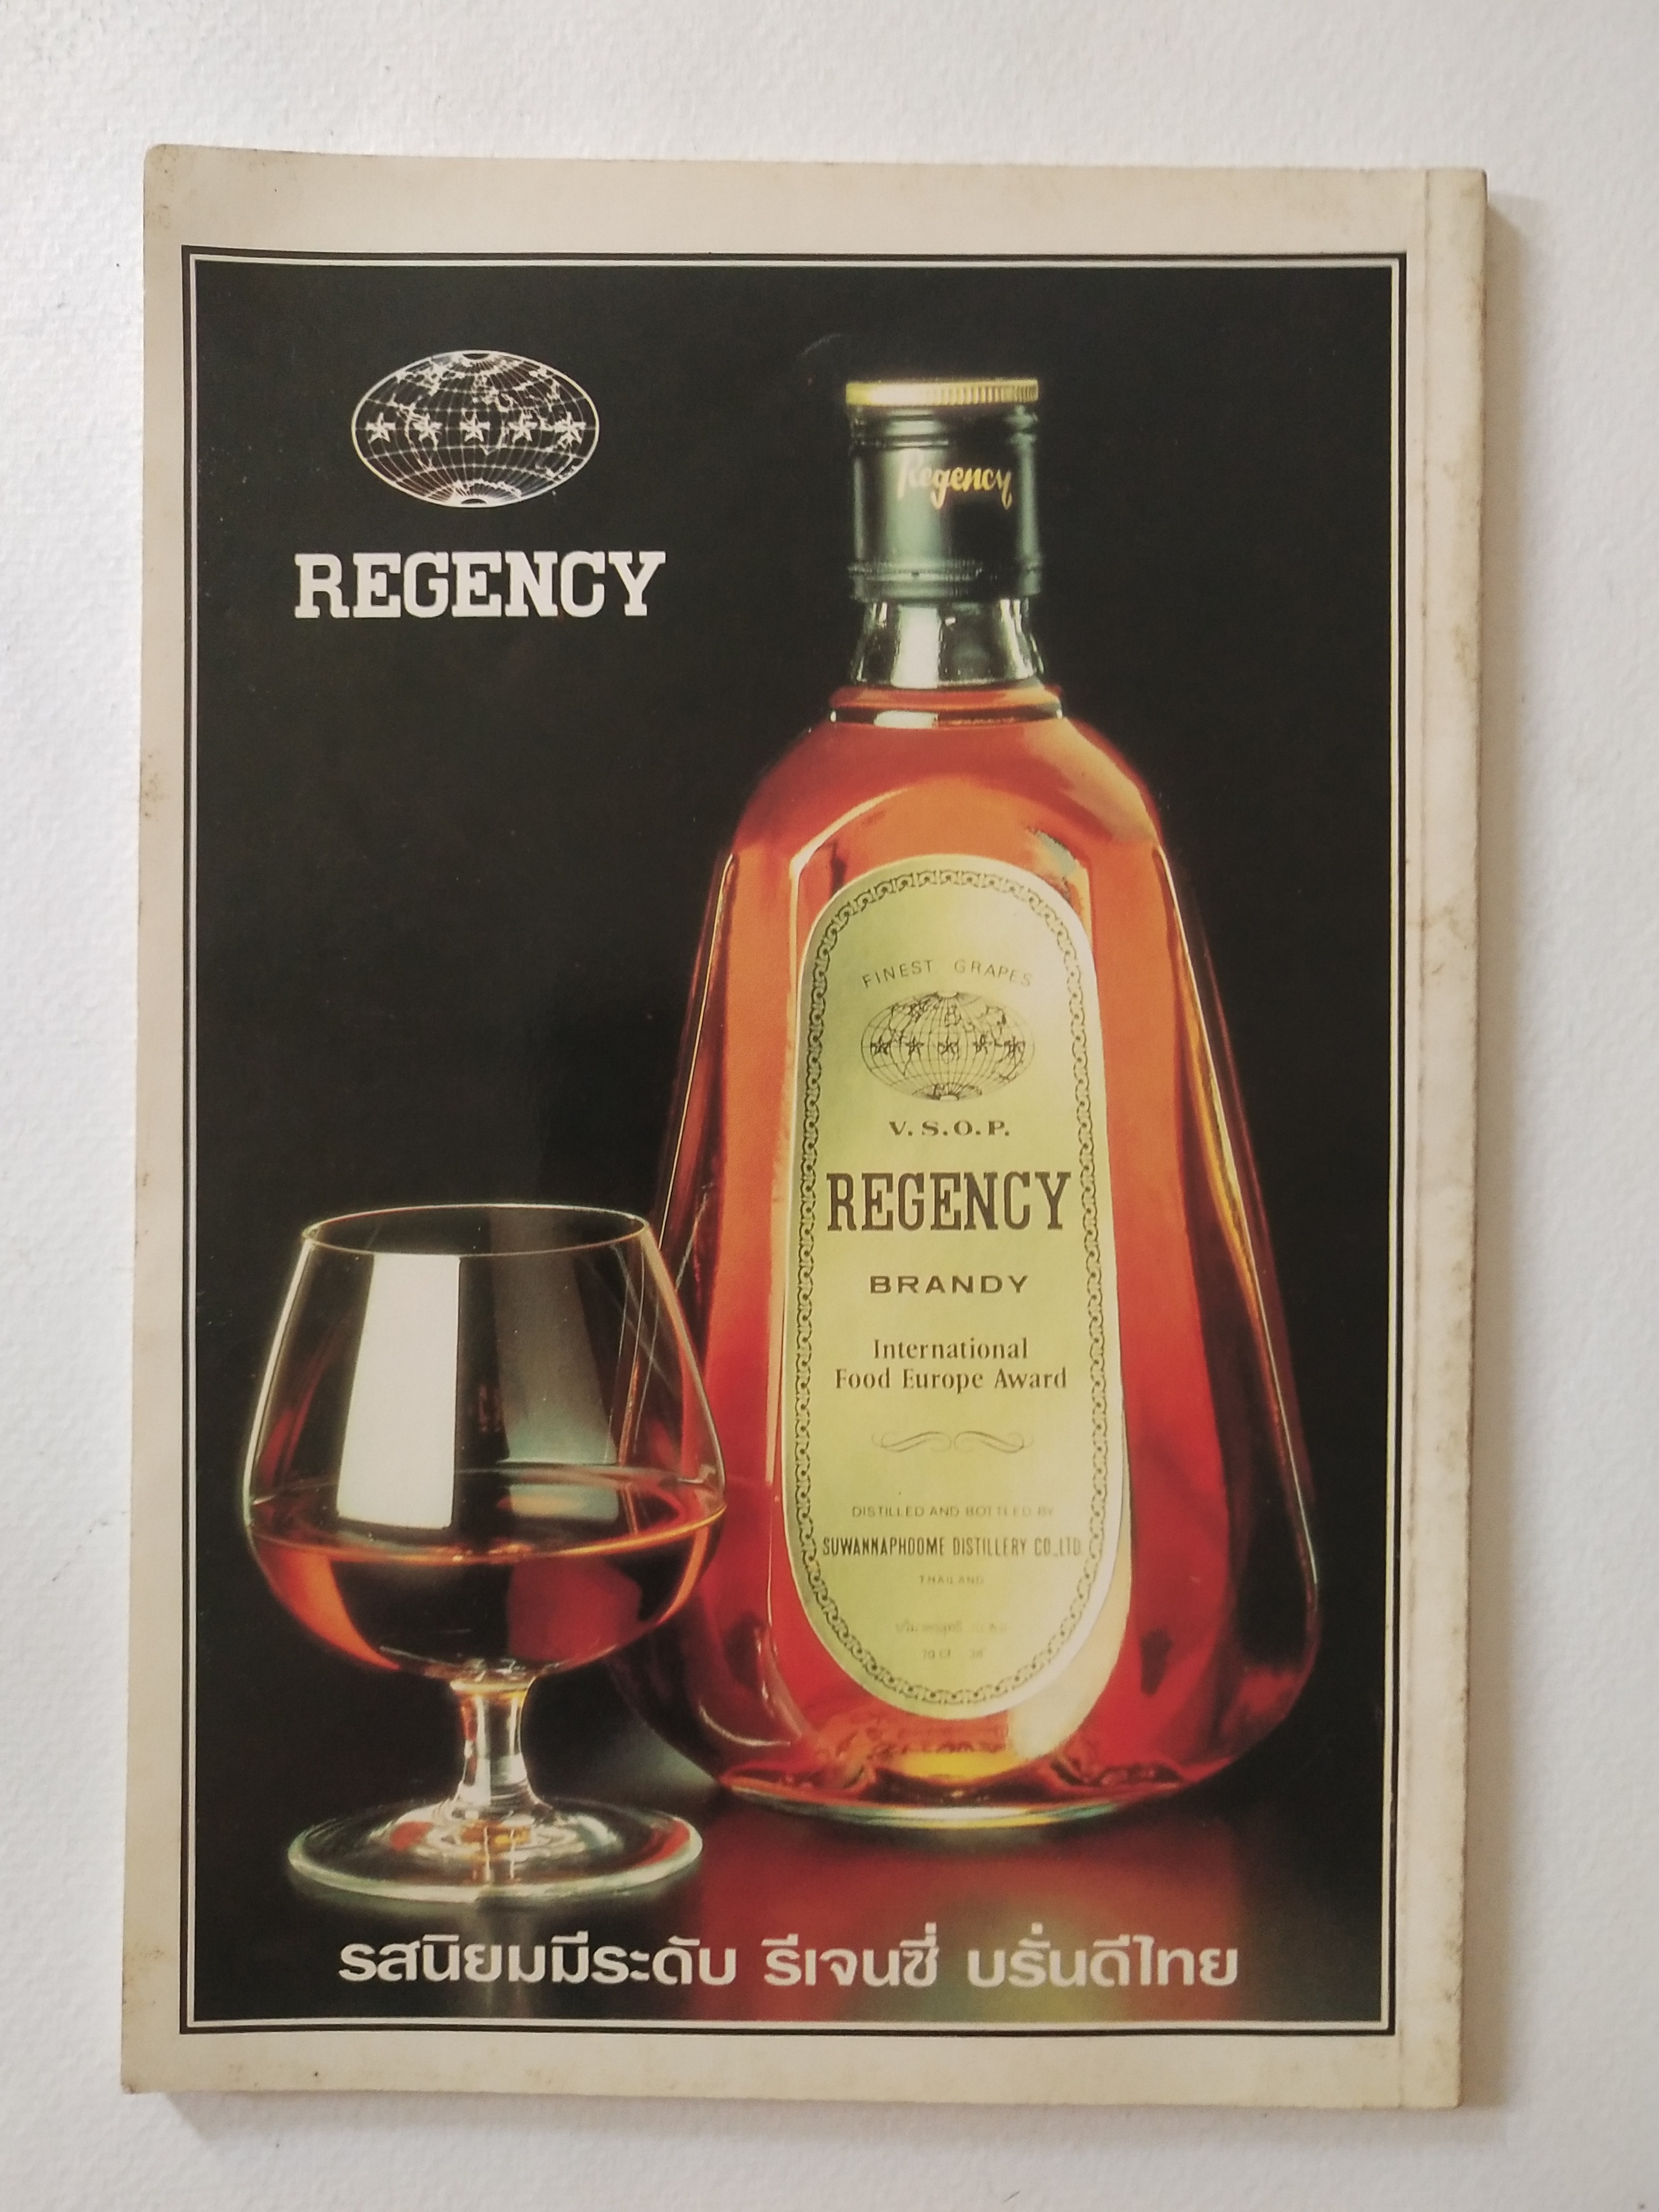 REGENCY
Regency
FINEST GRAPES
V.S.O.P.
REGENCY
BRANDY
International
Food Europe Award
DISTILLED AND BOTTLED BY
SUWANNAPHOOME DISTILLERY CO.,LTD.
THAILAND
รสนิยมมีระดับ รีเจนซี่ บรั่นดีไทย